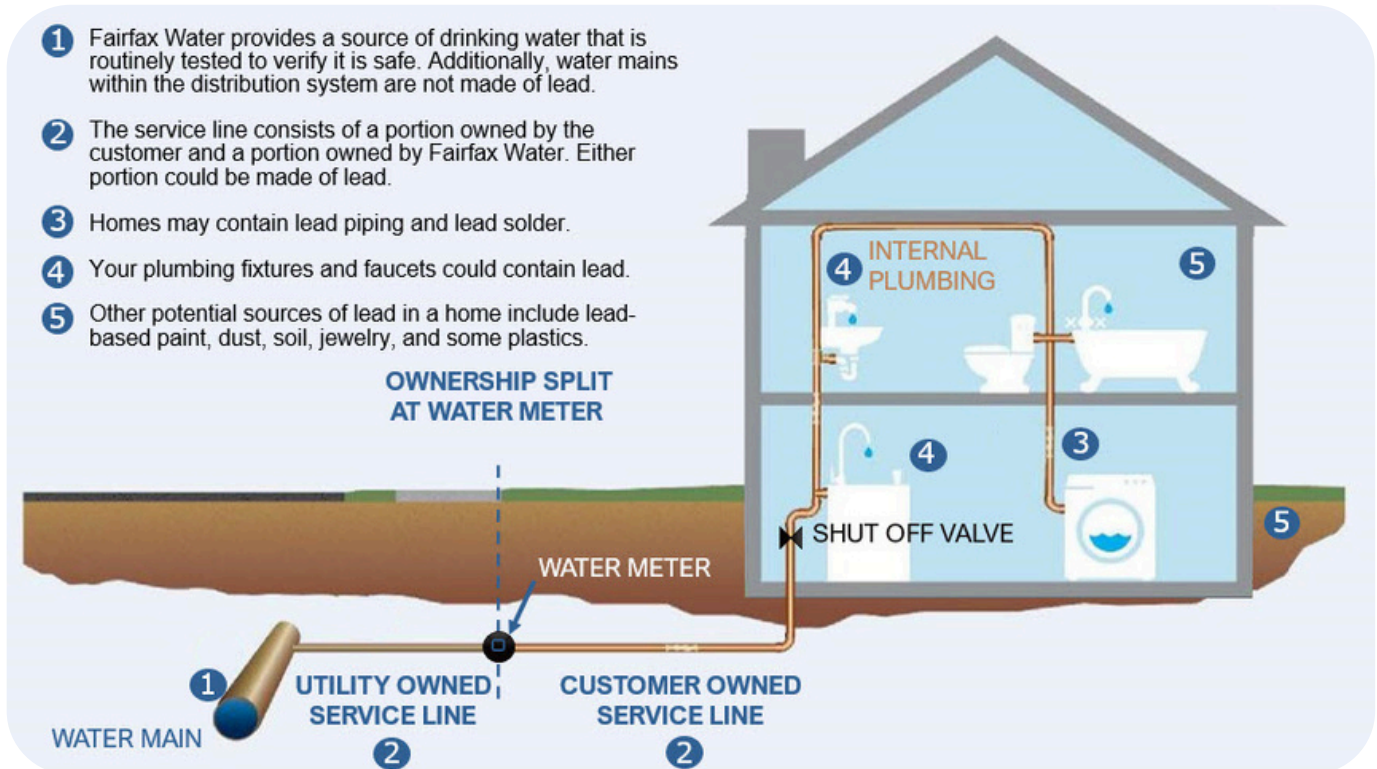 1 Fairfax Water provides a source of drinking water that is
routinely tested to verify it is safe. Additionally, water mains
within the distribution system are not made of lead.
2 The service line consists of a portion owned by the
customer and a portion owned by Fairfax Water. Either
portion could be made of lead.
3 Homes may contain lead piping and lead solder.
4 Your plumbing fixtures and faucets could contain lead.
5 Other potential sources of lead in a home include lead-
based paint, dust, soil, jewelry, and some plastics.
OWNERSHIP SPLIT
AT WATER METER
4 INTERNAL
PLUMBING
5
4
3
SHUT OFF VALVE
5
WATER METER
1
WATER MAIN
UTILITY OWNED
SERVICE LINE
2
CUSTOMER OWNED
SERVICE LINE
2